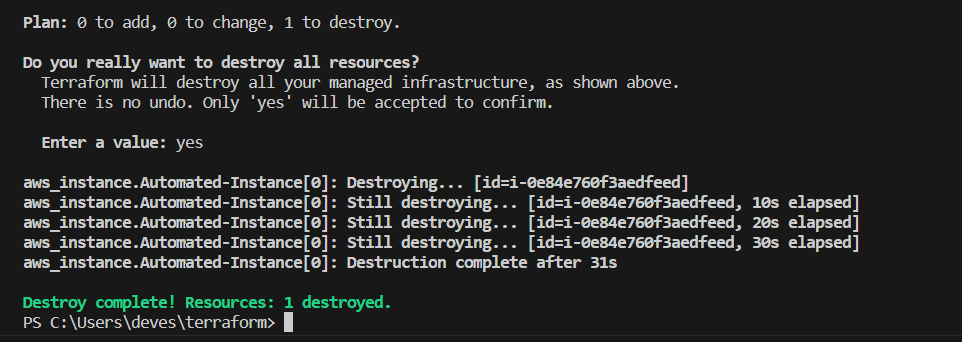 Plan: 0 to add, 0 to change, 1 to destroy.
Do you really want to destroy all resources?
Terraform will destroy all your managed infrastructure, as shown above.
There is no undo. Only 'yes' will be accepted to confirm.
Enter a value: yes
aws_instance.Automated-Instance[0]: Destroying... [id=i-0e84e760f3aedfeed]
aws_instance.Automated-Instance[0]: Still destroying... [id=i-0e84e760f3aedfeed, 10s elapsed]
aws_instance.Automated-Instance[0]: Still destroying... [id=i-0e84e760f3aedfeed, 20s elapsed]
aws_instance.Automated-Instance[0]: Still destroying... [id=i-0e84e760f3aedfeed, 30s elapsed]
aws_instance.Automated-Instance[0]: Destruction complete after 31s
Destroy complete! Resources: 1 destroyed.
PS C:\Users\deves\terraform>